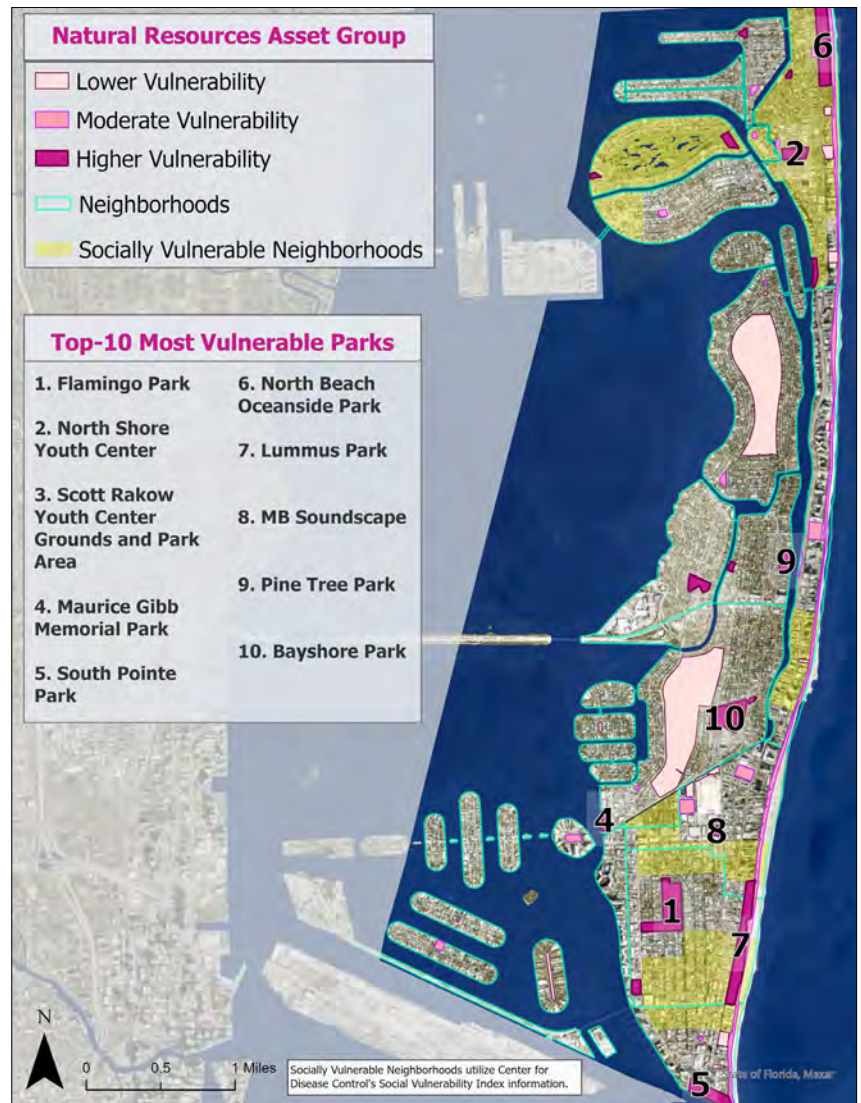 Natural Resources Asset Group
Lower Vulnerability
Moderate Vulnerability
Higher Vulnerability
Neighborhoods
Socially Vulnerable Neighborhoods
Top-10 Most Vulnerable Parks
1. Flamingo Park
2. North Shore
Youth Center
3. Scott Rakow
Youth Center
Grounds and Park
Area
4. Maurice Gibb
Memorial Park
5. South Pointe
Park
6. North Beach
Oceanside Park
7. Lummus Park
8. MB Soundscape
9. Pine Tree Park
10. Bayshore Park
6
2
9
10
4
8
1
7
5
N
0 0.5 1 Miles
Socially Vulnerable Neighborhoods utilize Center for
Disease Control's Social Vulnerability Index information.
of Florida, Maxar